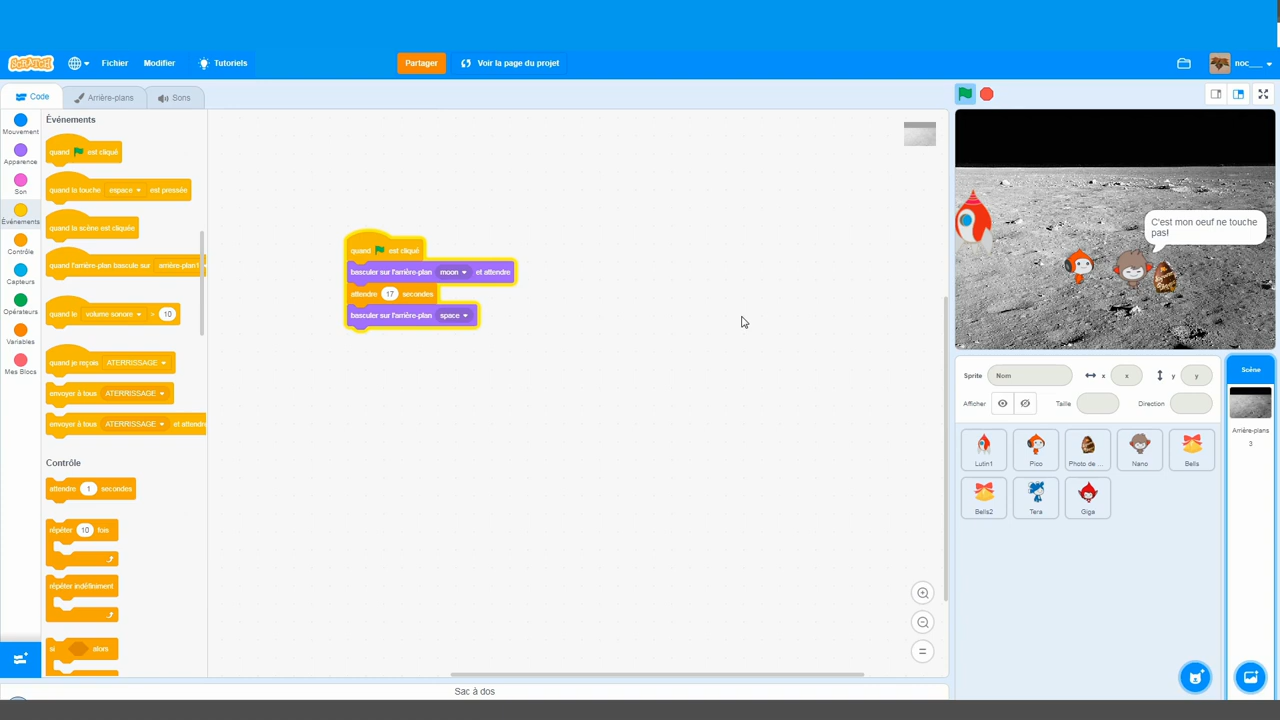 SCRATCH
Fichier
Modifier
Tutoriels
Partager
Voir la page du projet
noc___
Code
Arrière-plans
Sons
Mouvement
Apparence
Son
Événements
Contrôle
Capteurs
Opérateurs
Variables
Mes Blocs
Événements
quand est cliqué
quand la touche espace est pressée
quand la scène est cliquée
quand l'arrière-plan bascule sur arrière-plan1
quand le volume sonore > 10
quand je reçois ATERRISSAGE
envoyer à tous ATERRISSAGE
envoyer à tous ATERRISSAGE et attendre
Contrôle
attendre 1 secondes
répéter 10 fois
répéter indéfiniment
si alors
quand est cliqué
basculer sur l'arrière-plan moon et attendre
attendre 17 secondes
basculer sur l'arrière-plan space
Sac à dos
C'est mon oeuf ne touche
pas!
Sprite Nom x x y y
Afficher Taille Direction
Lutin1
Pico
Photo de ...
Nano
Bells
Bells2
Tera
Giga
Scène
Arrière-plans
3